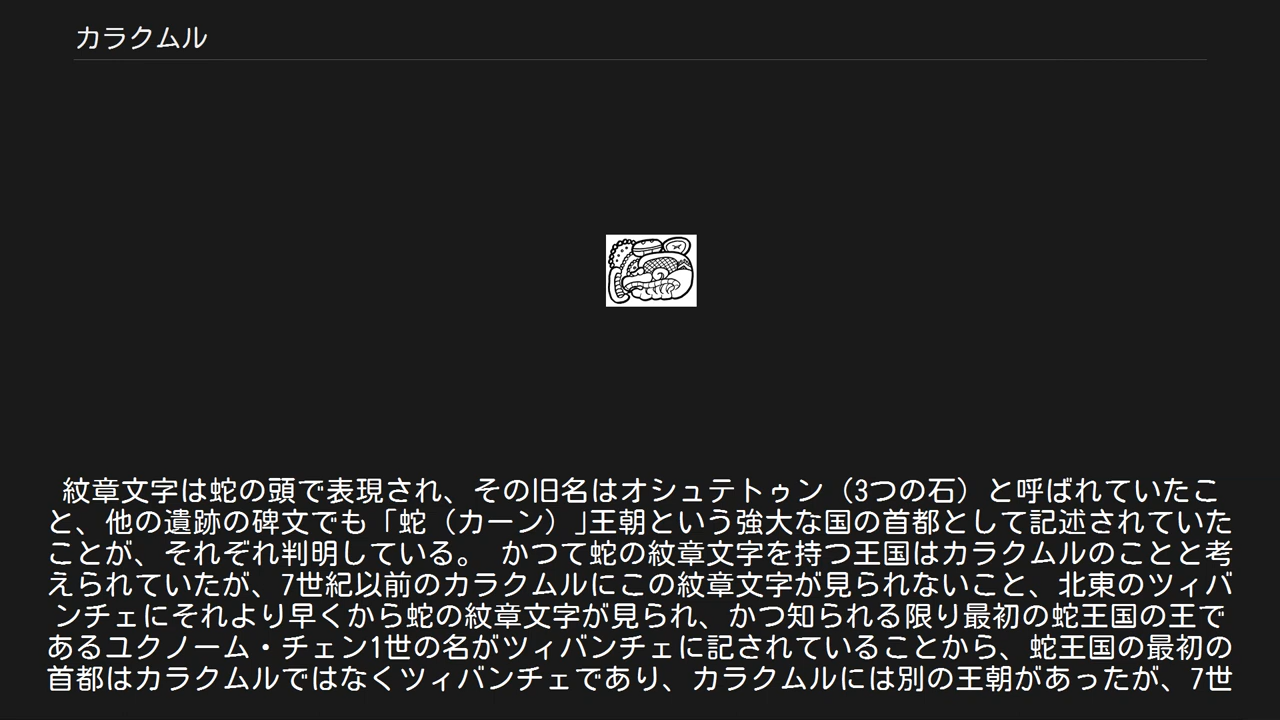 カラクムル
紋章文字は蛇の頭で表現され、その旧名はオシュテトゥン（3つの石）と呼ばれていたこ
と、他の遺跡の碑文でも「蛇（カーン）」王朝という強大な国の首都として記述されていた
ことが、それぞれ判明している。 かつて蛇の紋章文字を持つ王国はカラクムルのことと考
えられていたが、7世紀以前のカラクムルにこの紋章文字が見られないこと、北東のツィバ
ンチェにそれより早くから蛇の紋章文字が見られ、かつ知られる限り最初の蛇王国の王で
あるユクノーム・チェン1世の名がツィバンチェに記されていることから、蛇王国の最初の
首都はカラクムルではなくツィバンチェであり、カラクムルには別の王朝があったが、7世